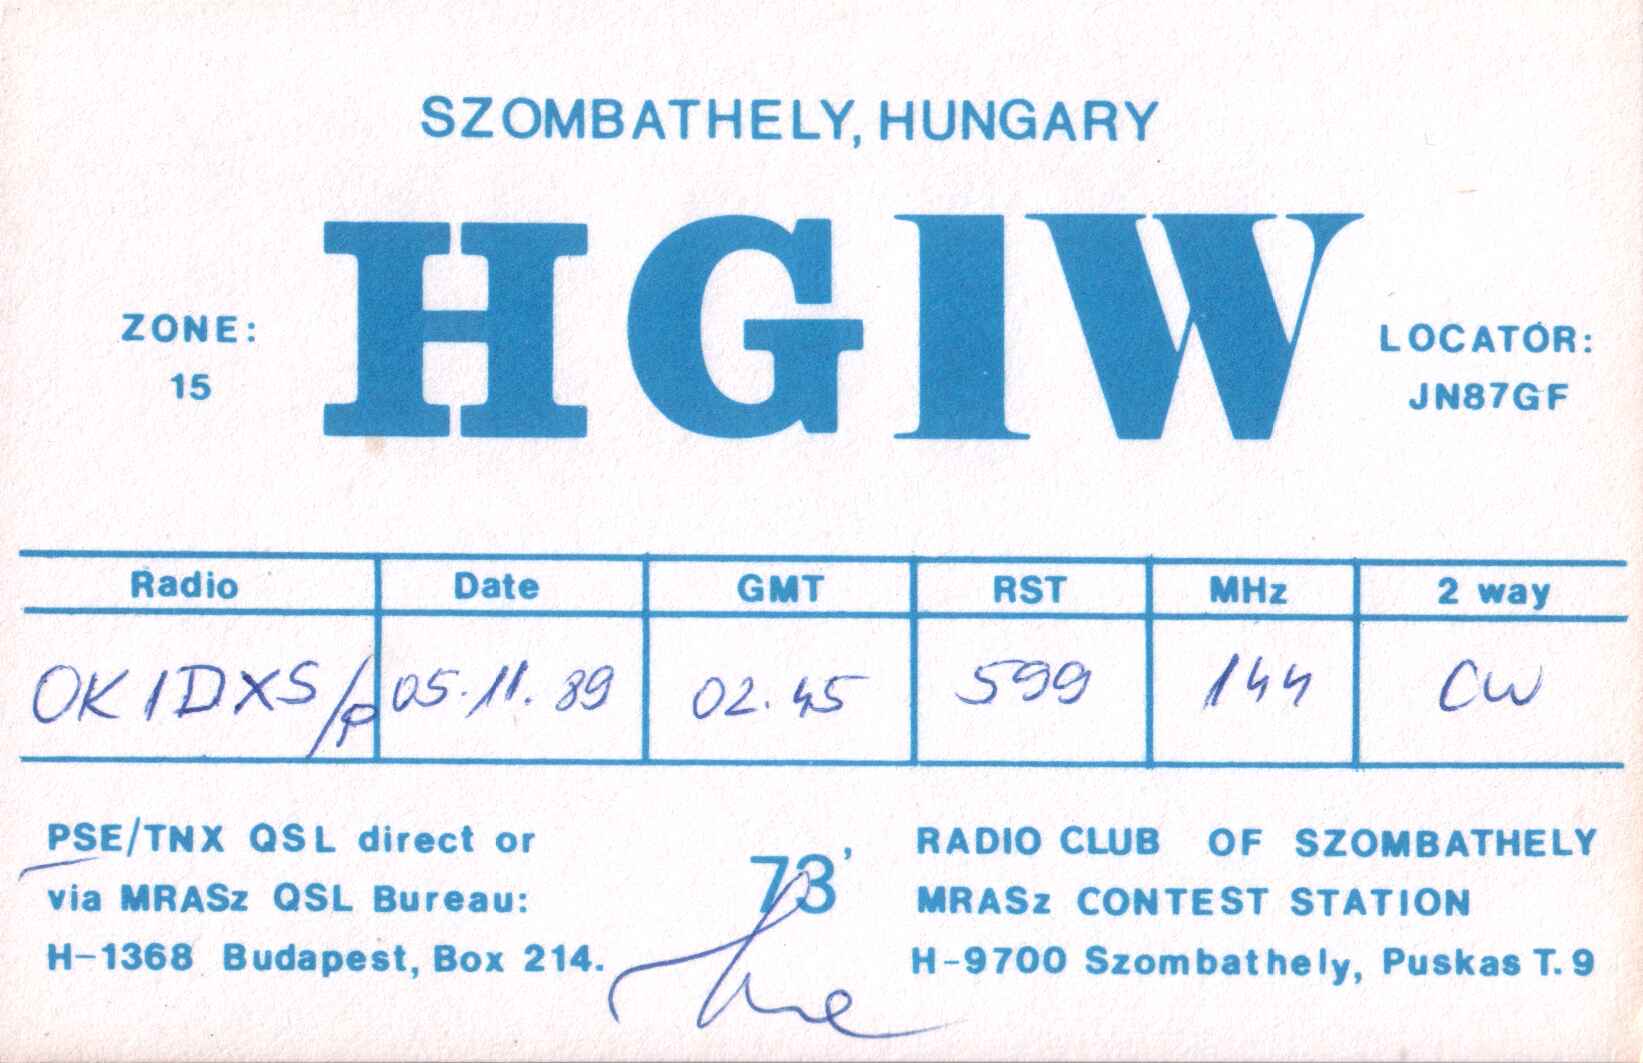 SZOMBATHELY, HUNGARY
HG1W
ZONE:
15
LOCATOR:
JN87GF
Radio Date GMT RST MHz 2 way
OK1DXS/p 05.11.89 02.45 599 144 CW
PSE/TNX QSL direct or
via MRASz QSL Bureau:
H-1368 Budapest, Box 214.
73'
RADIO CLUB OF SZOMBATHELY
MRASz CONTEST STATION
H-9700 Szombathely, Puskas T. 9